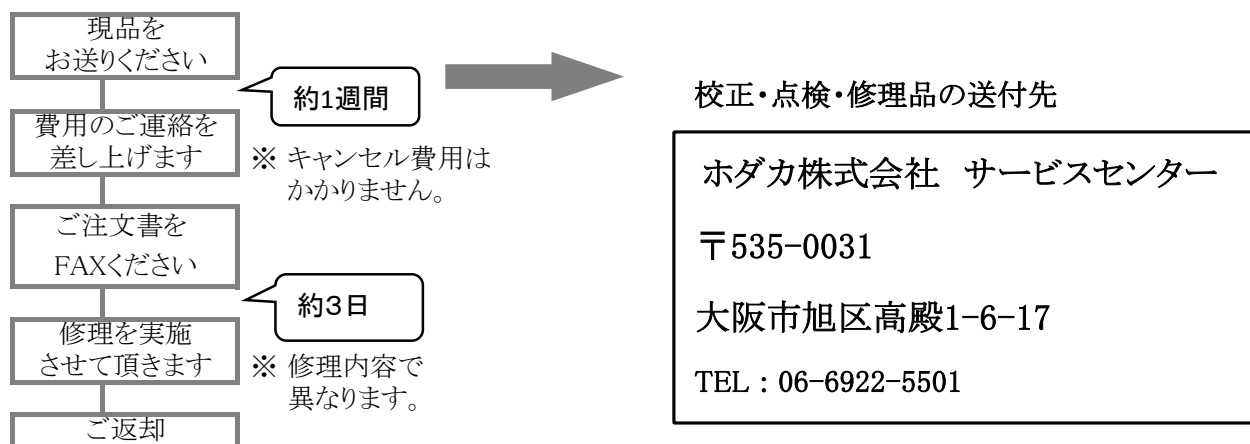 現品を
お送りください
約1週間
費用のご連絡を
差し上げます
※ キャンセル費用は
かかりません。
ご注文書を
FAXください
約3日
修理を実施
させて頂きます
※ 修理内容で
異なります。
ご返却
校正・点検・修理品の送付先
ホダカ株式会社　サービスセンター
〒535-0031
大阪市旭区高殿1-6-17
TEL：06-6922-5501